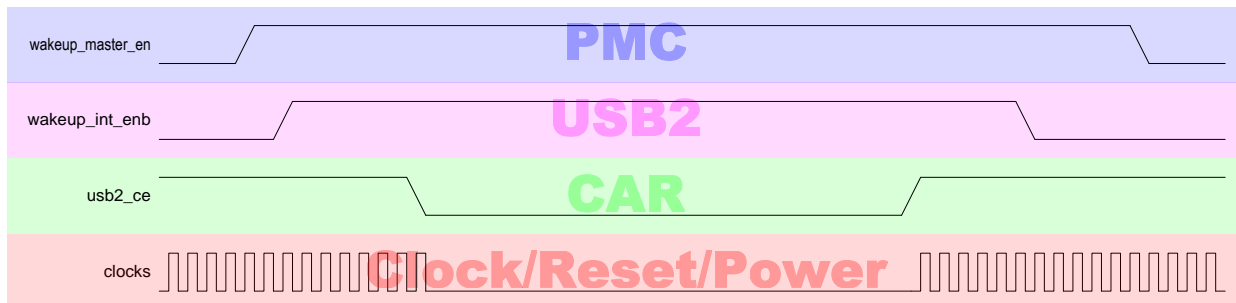 wakeup_master_en PMC
wakeup_int_enb USB2
usb2_ce CAR
clocks Clock/Reset/Power